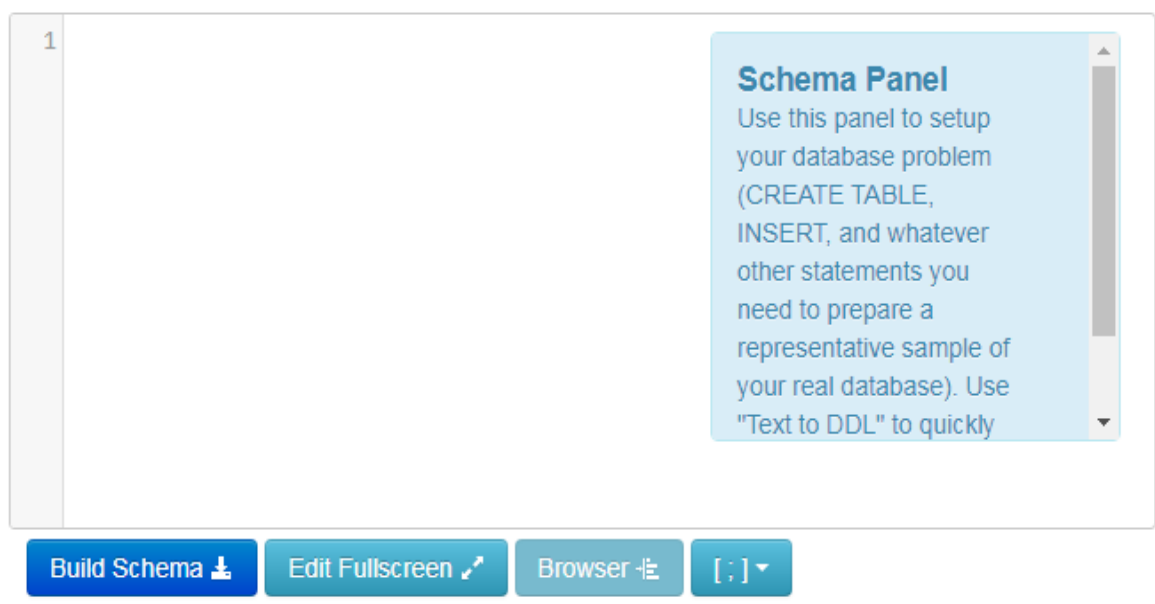 1
Schema Panel
Use this panel to setup
your database problem
(CREATE TABLE,
INSERT, and whatever
other statements you
need to prepare a
representative sample of
your real database). Use
"Text to DDL" to quickly
Build Schema
Edit Fullscreen
Browser
[ ; ]